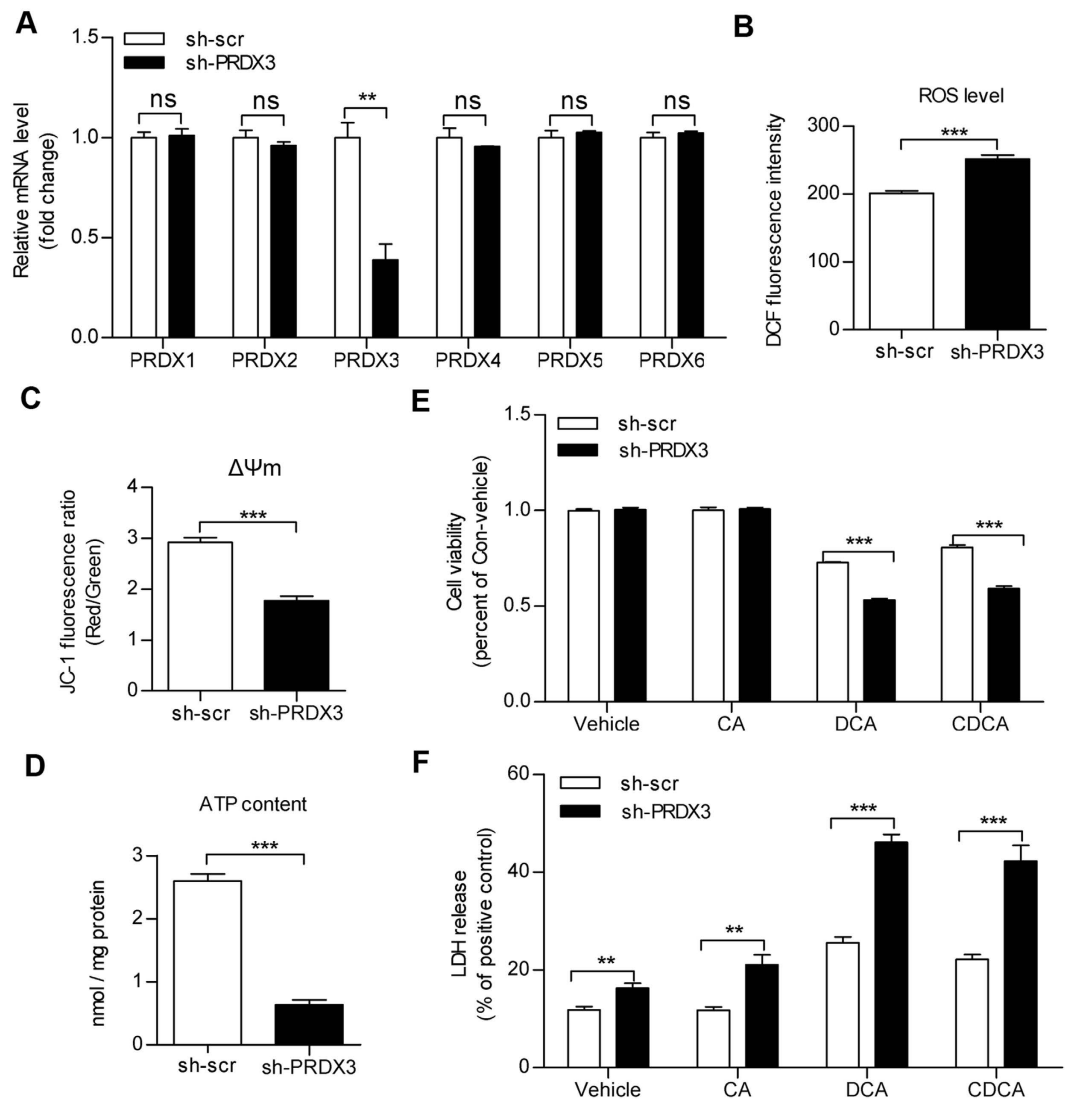 A
1.5
1.0
0.5
0.0
Relative mRNA level
(fold change)
sh-scr
sh-PRDX3
ns
ns
**
ns
ns
ns
PRDX1
PRDX2
PRDX3
PRDX4
PRDX5
PRDX6
B
ROS level
300
200
100
0
DCF fluorescence intensity
***
sh-scr
sh-PRDX3
C
ΔΨm
4
3
2
1
0
JC-1 fluorescence ratio
(Red/Green)
***
sh-scr
sh-PRDX3
D
ATP content
3
2
1
0
nmol / mg protein
***
sh-scr
sh-PRDX3
E
1.5
1.0
0.5
0.0
Cell viability
(percent of Con-vehicle)
sh-scr
sh-PRDX3
***
***
Vehicle
CA
DCA
CDCA
F
60
40
20
0
LDH release
(% of positive control)
sh-scr
sh-PRDX3
**
**
***
***
Vehicle
CA
DCA
CDCA